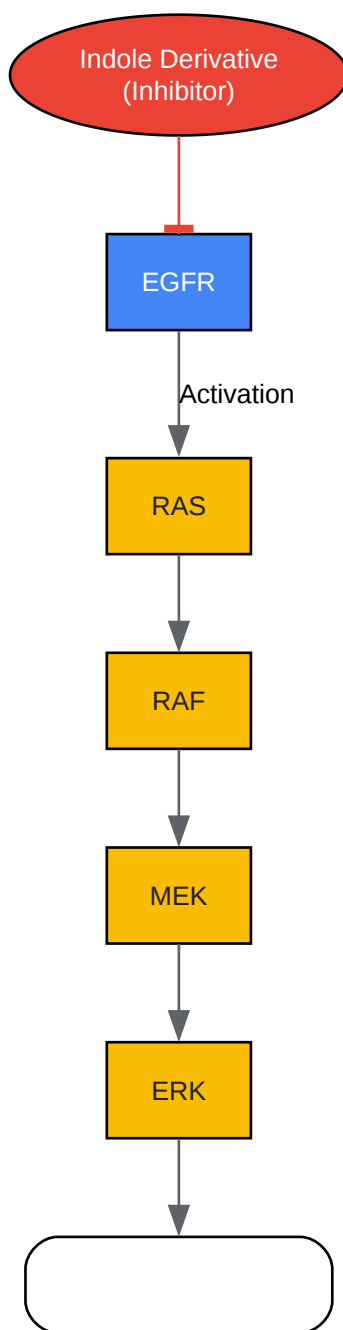 Indole Derivative
(Inhibitor)
EGFR
Activation
RAS
RAF
MEK
ERK